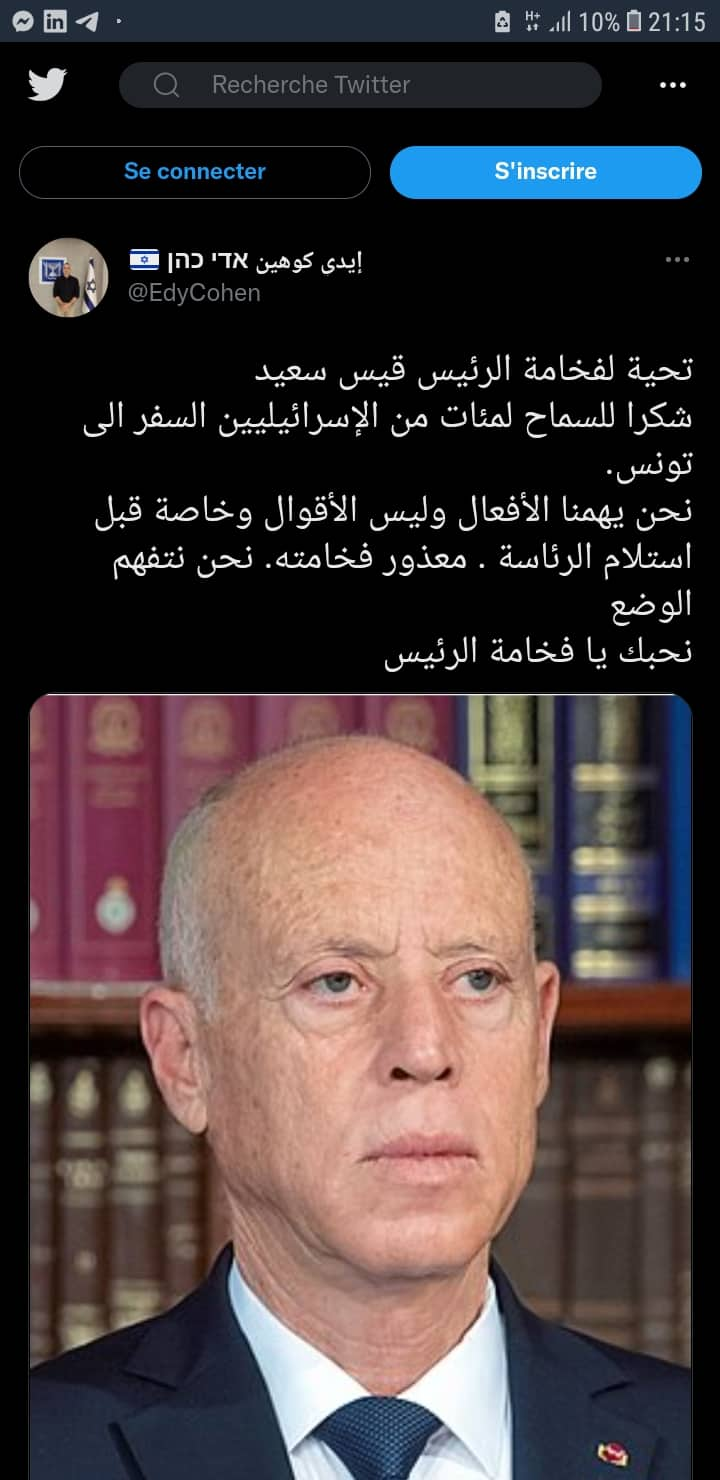 H+ 10% 21:15
Recherche Twitter
Se connecter
S'inscrire
إيدي كوهين אדי כהן 🇮🇱
@EdyCohen
تحية لفخامة الرئيس قيس سعيد
شكرا للسماح لمئات من الإسرائيليين السفر الى
تونس.
نحن يهمنا الأفعال وليس الأقوال وخاصة قبل
استلام الرئاسة . معذور فخامته. نحن نتفهم
الوضع
نحبك يا فخامة الرئيس